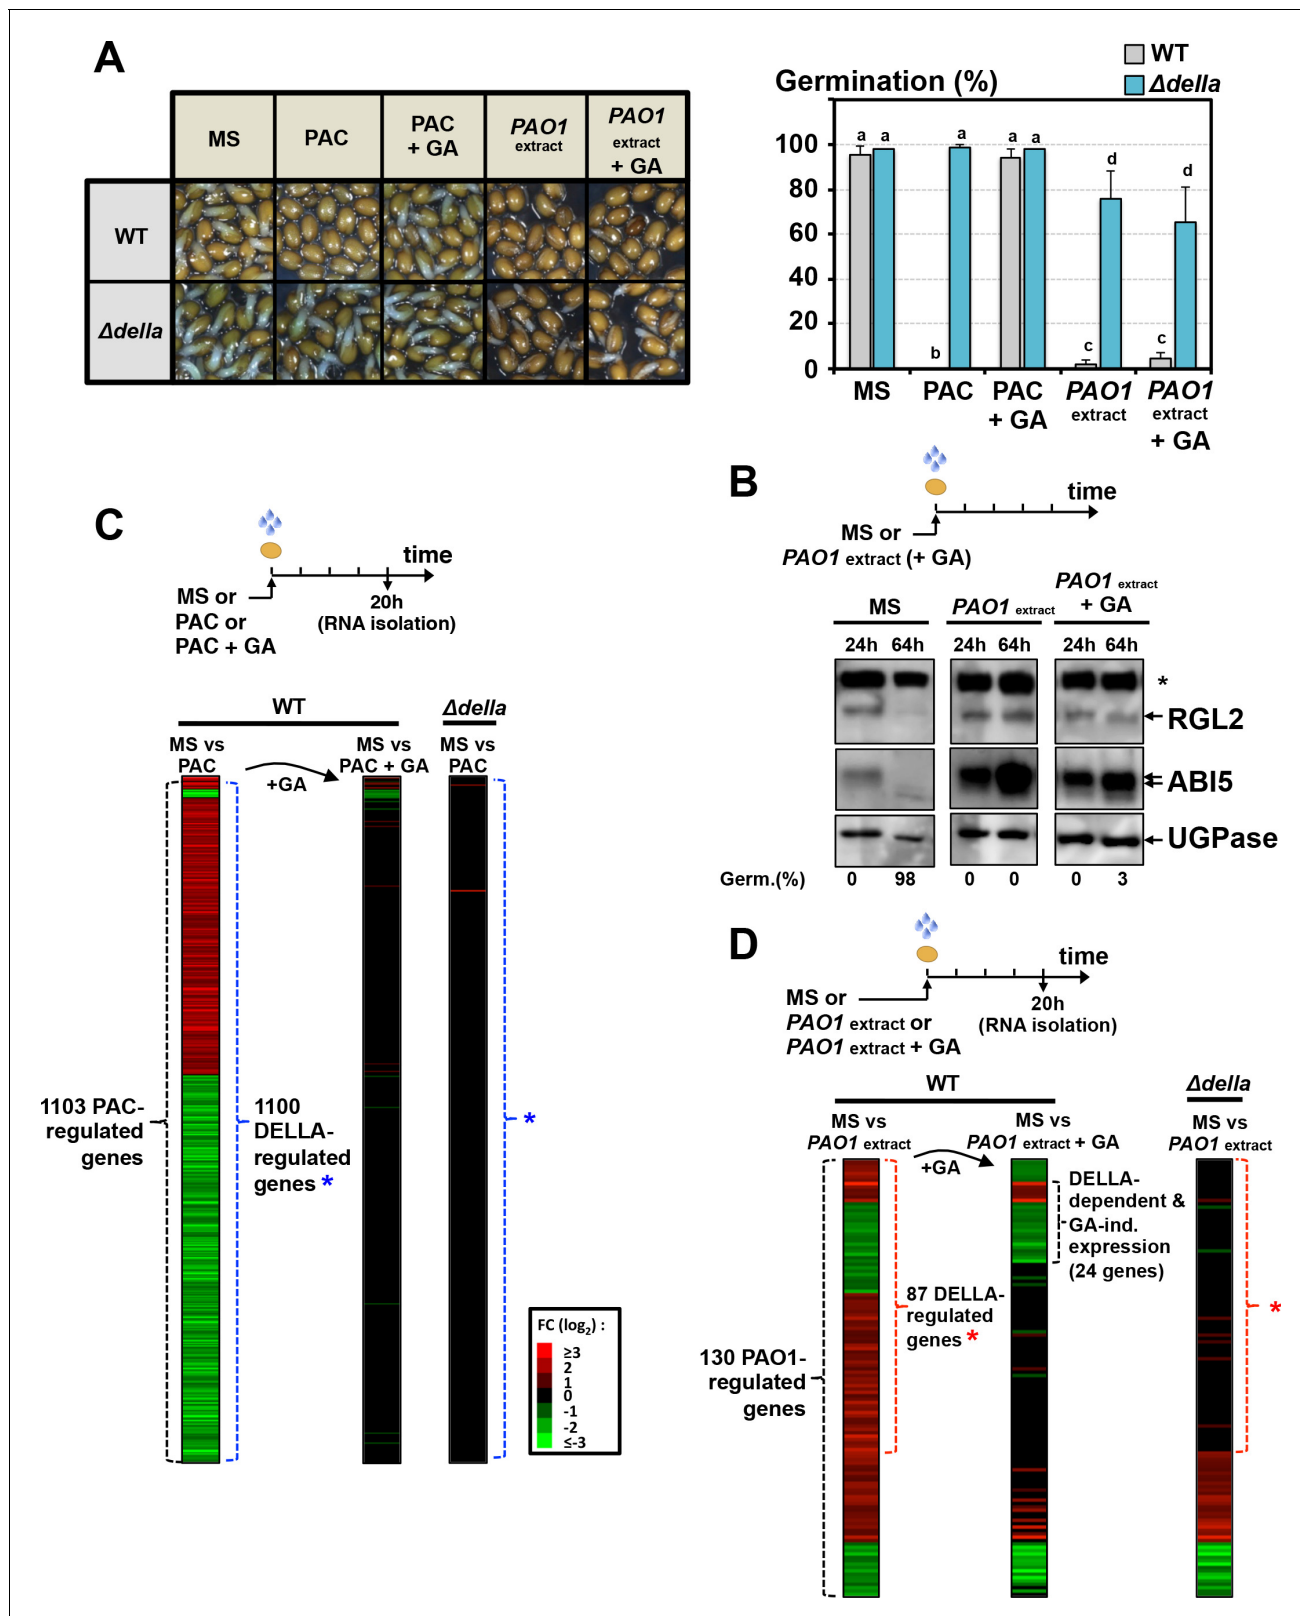 A
MS
PAC
PAC
+ GA
PAO1
extract
PAO1
extract
+ GA
WT
Δdella
Germination (%)
WT
Δdella
100
80
60
40
20
0
a a
b
a
a a
c
d
c
d
MS
PAC
PAC
+ GA
PAO1
extract
PAO1
extract
+ GA
B
time
MS or
PAO1 extract (+ GA)
MS
PAO1 extract
PAO1 extract
+ GA
24h 64h
24h 64h
24h 64h
*
RGL2
ABI5
UGPase
Germ.(%)
0 98
0 0
0 3
C
time
MS or
PAC or
PAC + GA
20h
(RNA isolation)
WT
Δdella
MS vs
PAC
+GA
MS vs
PAC + GA
MS vs
PAC
1103 PAC-
regulated
genes
1100
DELLA-
regulated
genes *
*
FC (log2) :
≥3
2
1
0
-1
-2
≤-3
D
time
MS or
PAO1 extract or
PAO1 extract + GA
20h
(RNA isolation)
WT
Δdella
MS vs
PAO1 extract
+GA
MS vs
PAO1 extract + GA
MS vs
PAO1 extract
DELLA-
dependent &
GA-ind.
expression
(24 genes)
87 DELLA-
regulated
genes *
*
130 PAO1-
regulated
genes